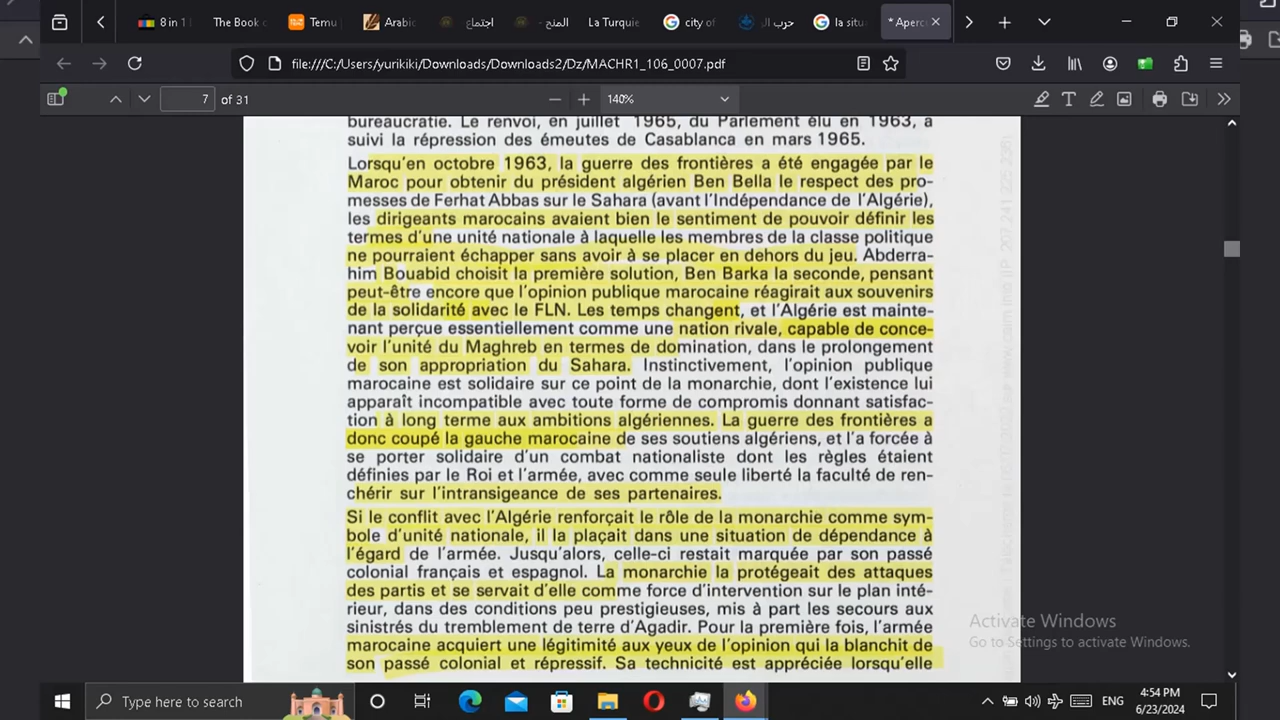 8 in 1
The Book o
Temu
Arabic
اجتماع
المنح -
La Turquie
city of
حرب ال
la situ
* Aperc
file:///C:/Users/yurikiki/Downloads/Downloads2/Dz/MACHR1_106_0007.pdf
7 of 31
140%
bureaucratie. Le renvoi, en juillet 1965, du Parlement élu en 1963, a
suivi la répression des émeutes de Casablanca en mars 1965.
Lorsqu'en octobre 1963, la guerre des frontières a été engagée par le
Maroc pour obtenir du président algérien Ben Bella le respect des pro-
messes de Ferhat Abbas sur le Sahara (avant l'Indépendance de l'Algérie),
les dirigeants marocains avaient bien le sentiment de pouvoir définir les
termes d'une unité nationale à laquelle les membres de la classe politique
ne pourraient échapper sans avoir à se placer en dehors du jeu. Abderra-
him Bouabid choisit la première solution, Ben Barka la seconde, pensant
peut-être encore que l'opinion publique marocaine réagirait aux souvenirs
de la solidarité avec le FLN. Les temps changent, et l'Algérie est mainte-
nant perçue essentiellement comme une nation rivale, capable de conce-
voir l'unité du Maghreb en termes de domination, dans le prolongement
de son appropriation du Sahara. Instinctivement, l'opinion publique
marocaine est solidaire sur ce point de la monarchie, dont l'existence lui
apparaît incompatible avec toute forme de compromis donnant satisfac-
tion à long terme aux ambitions algériennes. La guerre des frontières a
donc coupé la gauche marocaine de ses soutiens algériens, et l'a forcée à
se porter solidaire d'un combat nationaliste dont les règles étaient
définies par le Roi et l'armée, avec comme seule liberté la faculté de ren-
chérir sur l'intransigeance de ses partenaires.
Si le conflit avec l'Algérie renforçait le rôle de la monarchie comme sym-
bole d'unité nationale, il la plaçait dans une situation de dépendance à
l'égard de l'armée. Jusqu'alors, celle-ci restait marquée par son passé
colonial français et espagnol. La monarchie la protégeait des attaques
des partis et se servait d'elle comme force d'intervention sur le plan inté-
rieur, dans des conditions peu prestigieuses, mis à part les secours aux
sinistrés du tremblement de terre d'Agadir. Pour la première fois, l'armée
marocaine acquiert une légitimité aux yeux de l'opinion qui la blanchit de
son passé colonial et répressif. Sa technicité est appréciée lorsqu'elle
Activate Windows
Go to Settings to activate Windows.
Type here to search
ENG
4:54 PM
6/23/2024